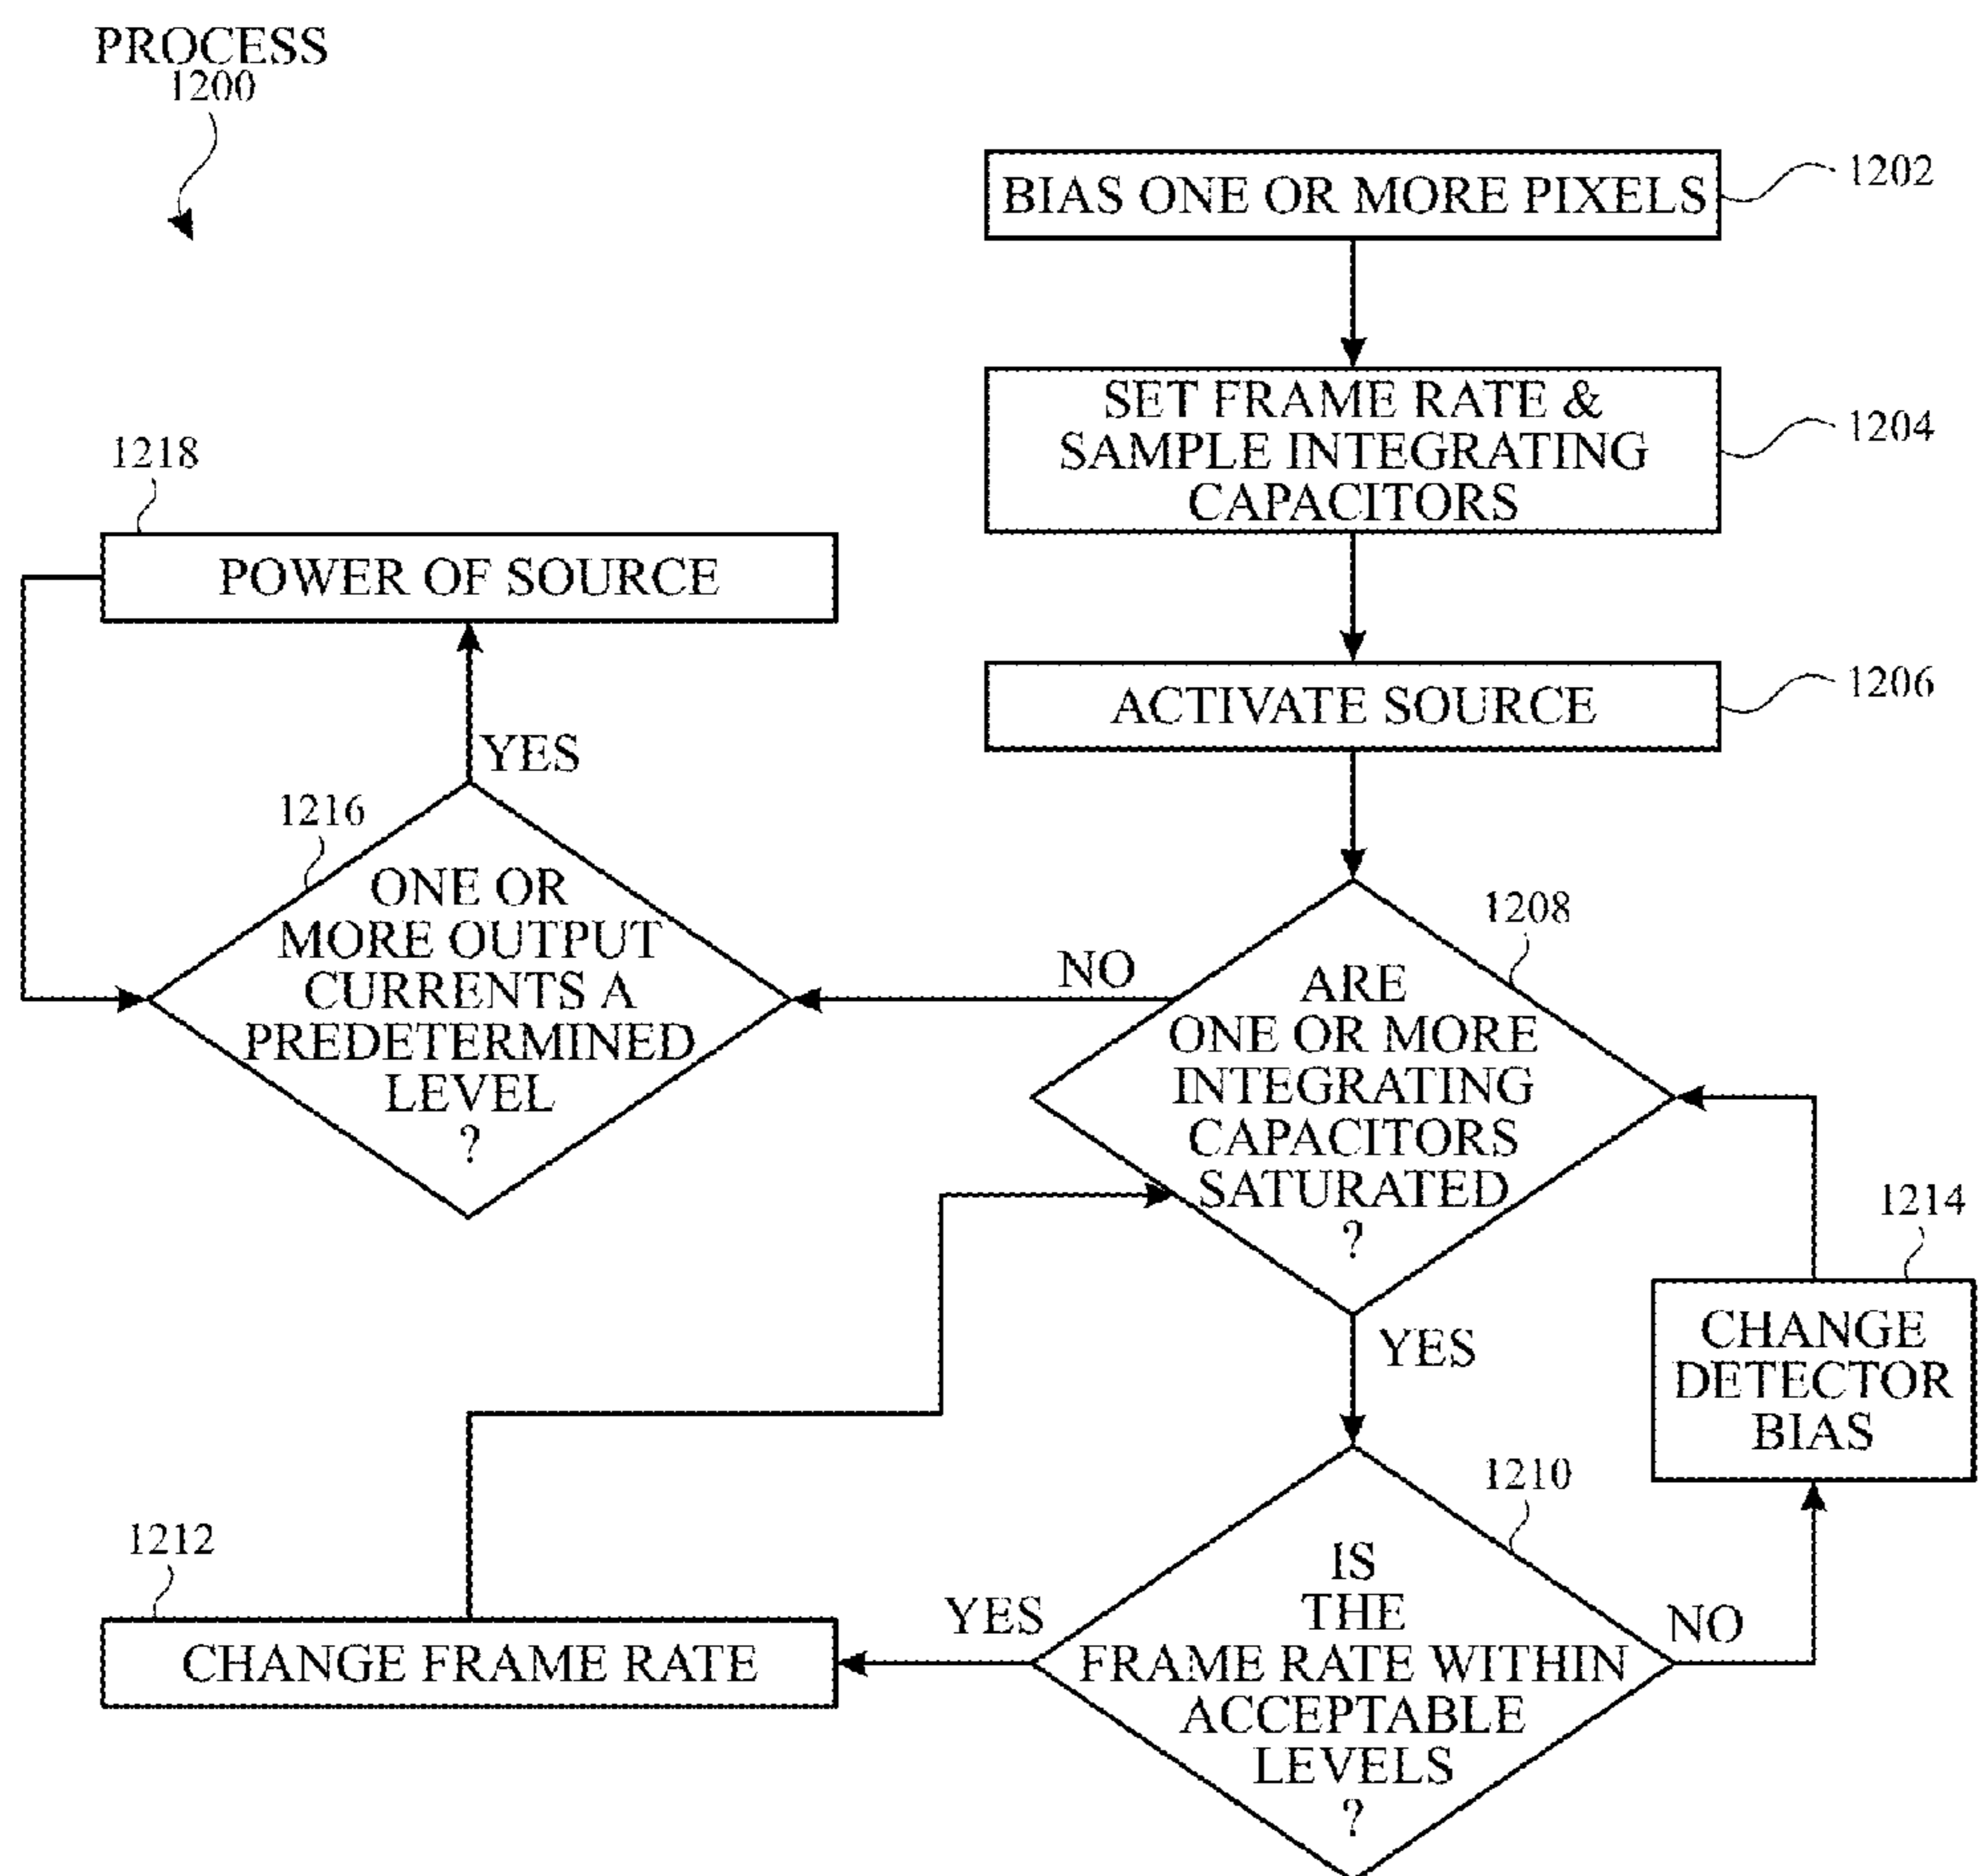 PROCESS
1200
BIAS ONE OR MORE PIXELS
1202
SET FRAME RATE &
SAMPLE INTEGRATING
CAPACITORS
1204
1218
POWER OF SOURCE
ACTIVATE SOURCE
1206
YES
1216
ONE OR
MORE OUTPUT
CURRENTS A
PREDETERMINED
LEVEL
?
NO
1208
ARE
ONE OR MORE
INTEGRATING
CAPACITORS
SATURATED
?
1214
CHANGE
DETECTOR
BIAS
YES
1210
IS
THE
FRAME RATE WITHIN
ACCEPTABLE
LEVELS
?
NO
YES
1212
CHANGE FRAME RATE